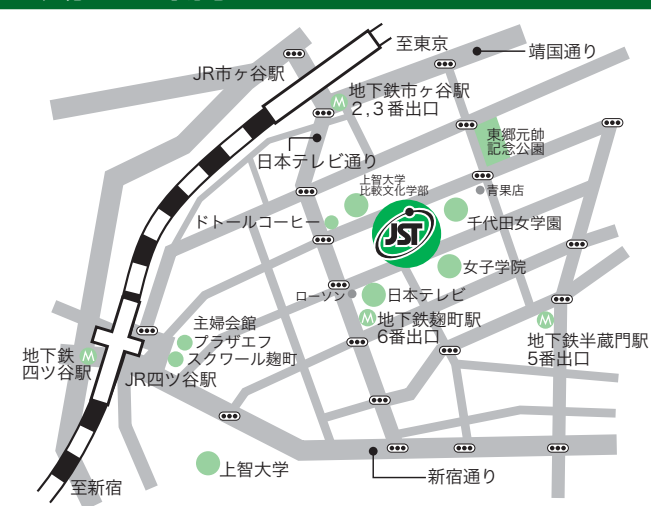 至東京
靖国通り
JR市ヶ谷駅
地下鉄市ヶ谷駅
2,3番出口
東郷元帥
記念公園
日本テレビ通り
上智大学
比較文化学部
青果店
ドトールコーヒー
JST
千代田女学園
女子学院
ローソン
日本テレビ
主婦会館
プラザエフ
スクワール麹町
地下鉄麹町駅
6番出口
地下鉄半蔵門駅
5番出口
地下鉄
四ツ谷駅
JR四ツ谷駅
上智大学
新宿通り
至新宿